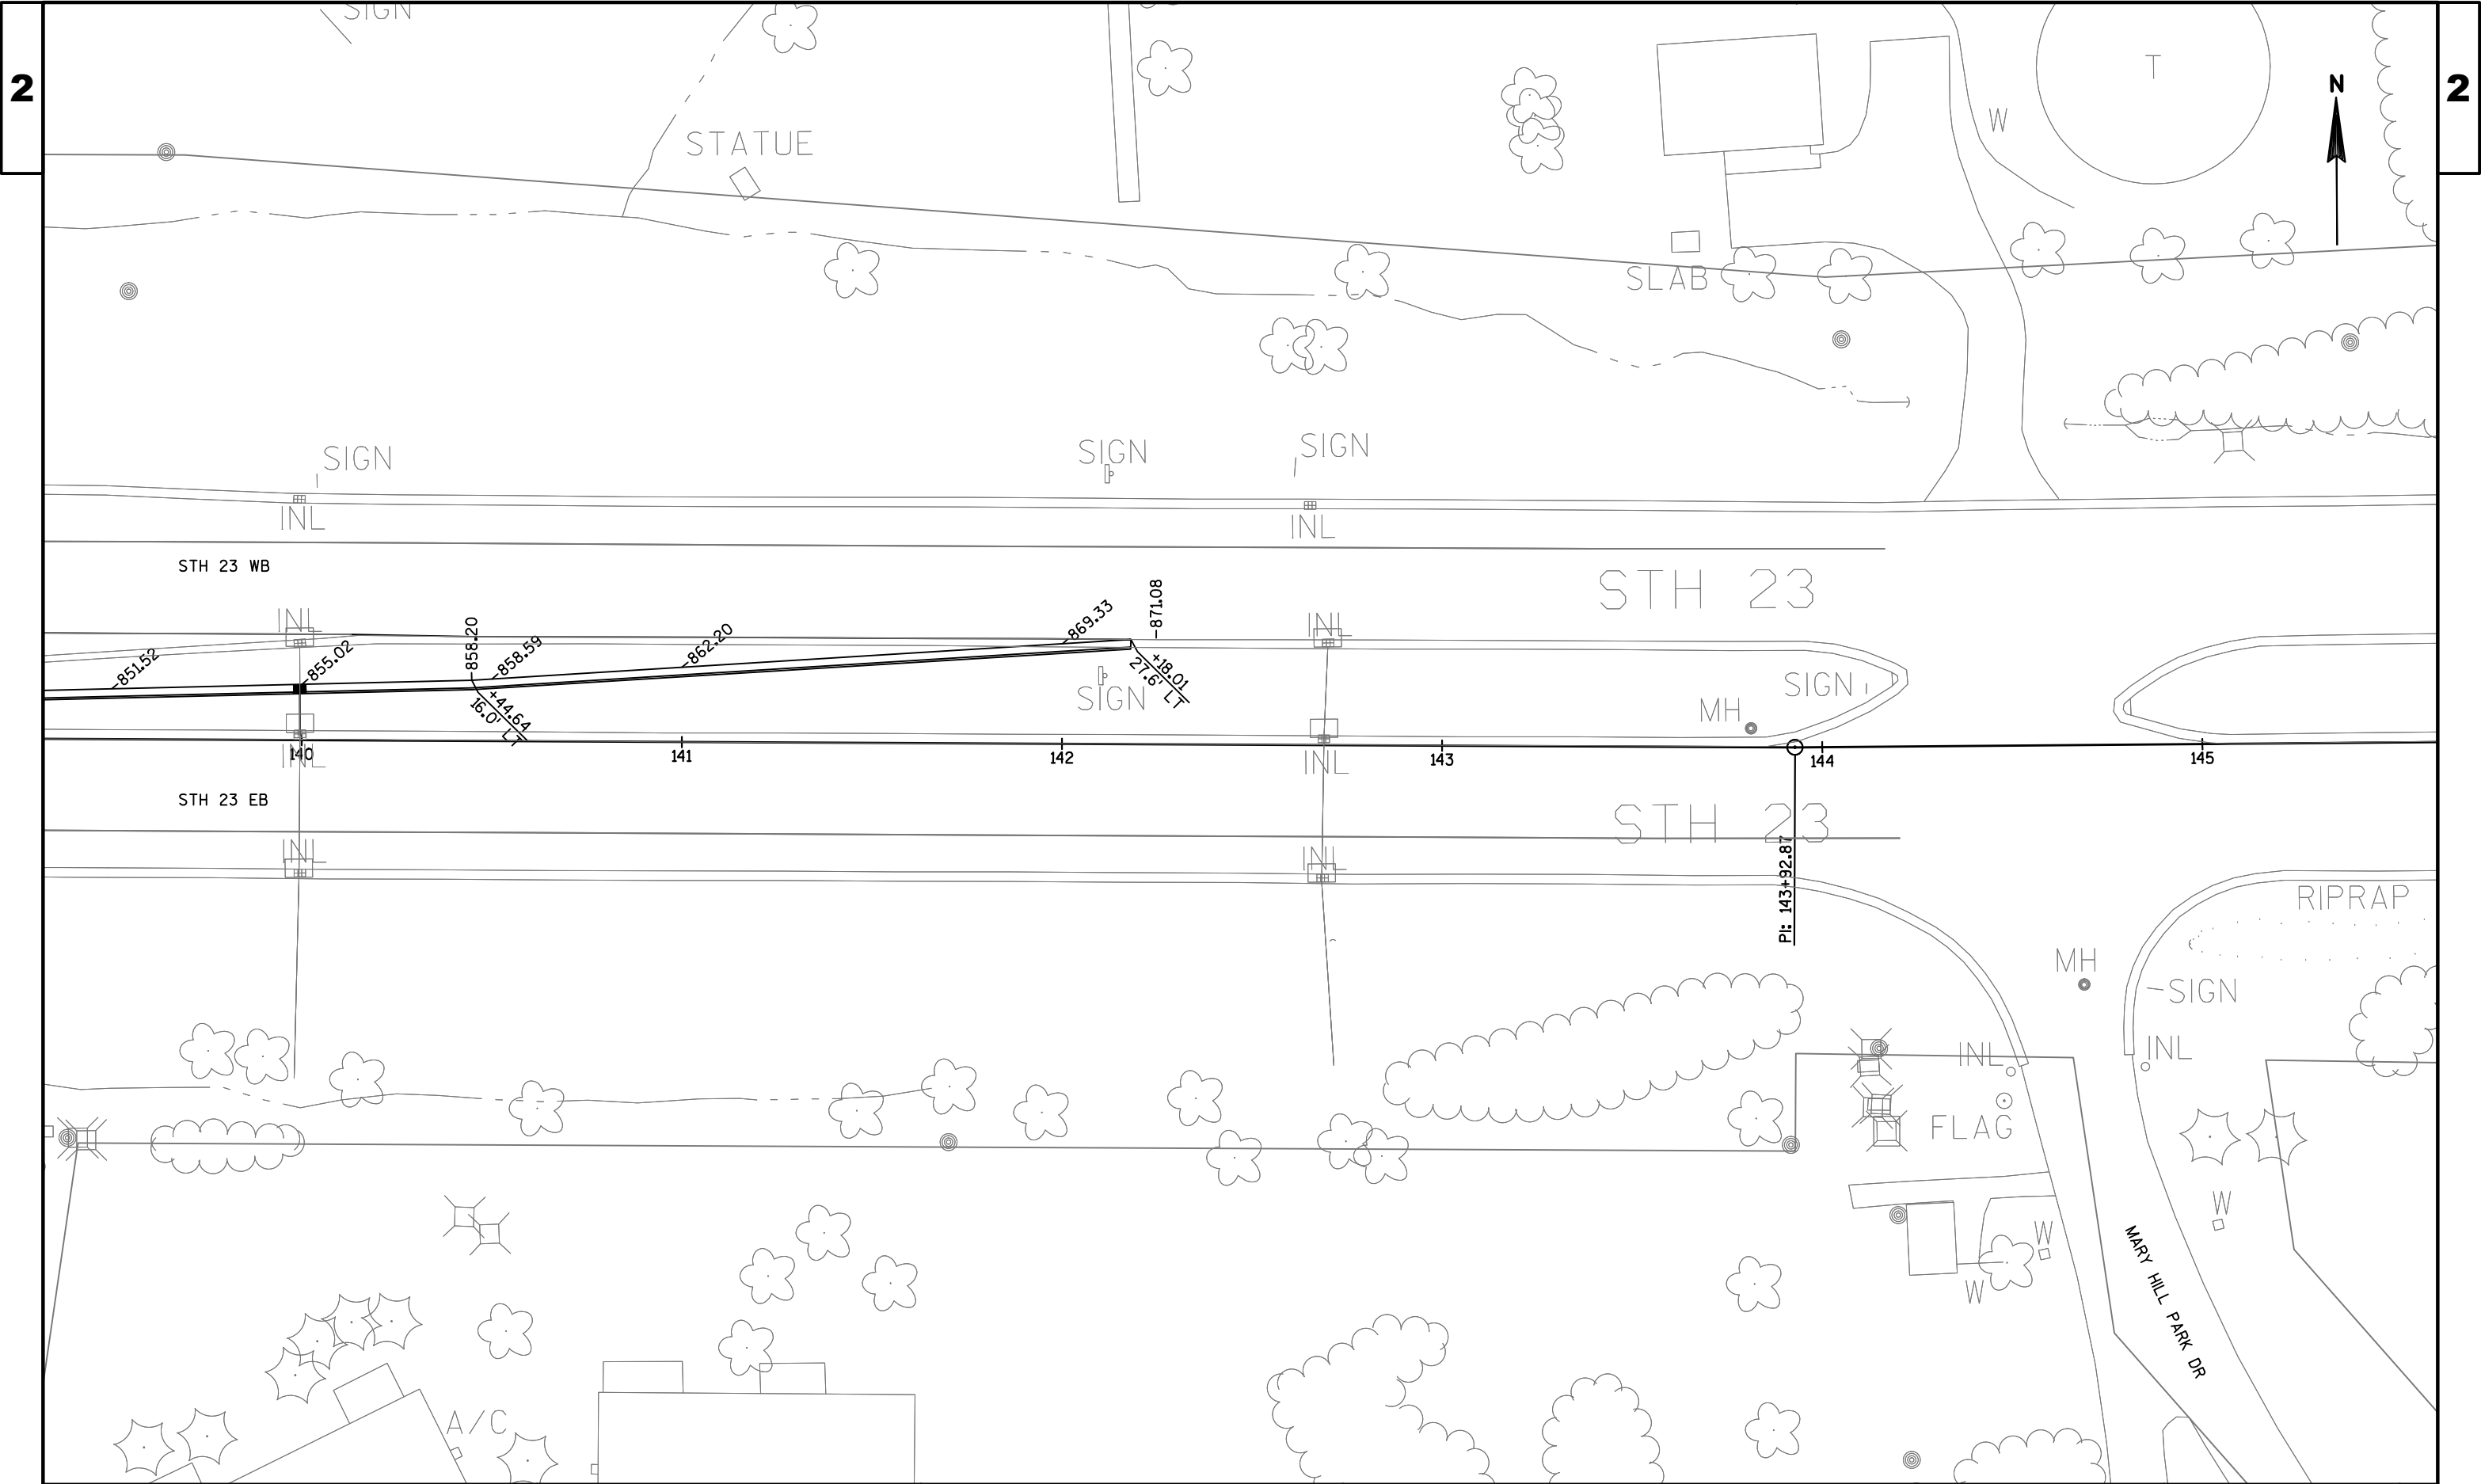 SIGN
2
2
N
T
W
STATUE
SLAB
SIGN
SIGN
SIGN
INL
INL
STH 23 WB
STH 23
INL
-851.52
-855.02
-858.20
-858.59
-862.20
-869.33
-871.08
INL
+18.01
27.6' LT
+44.64
16.0' LT
SIGN
SIGN
MH
INL
140
141
142
INL
143
144
145
STH 23 EB
STH 23
PI: 143+92.87
INL
INL
RIPRAP
MH
SIGN
INL
INL
FLAG
W
W
W
MARY HILL PARK DR
A/C